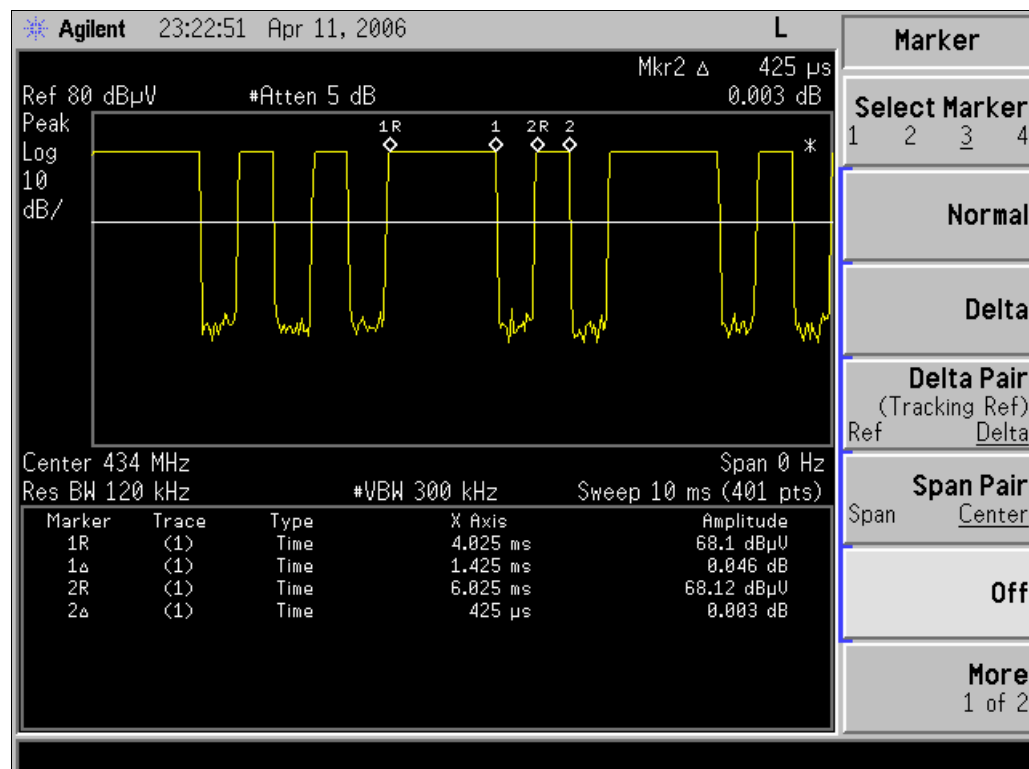 Agilent 23:22:51 Apr 11, 2006 L
Mkr2 Δ 425 µs
Ref 80 dBµV #Atten 5 dB 0.003 dB
Peak
Log
10
dB/
1R 1 2R 2
*
Center 434 MHz Span 0 Hz
Res BW 120 kHz #VBW 300 kHz Sweep 10 ms (401 pts)
Marker Trace Type X Axis Amplitude
1R (1) Time 4.025 ms 68.1 dBµV
1Δ (1) Time 1.425 ms 0.046 dB
2R (1) Time 6.025 ms 68.12 dBµV
2Δ (1) Time 425 µs 0.003 dB
Marker
Select Marker
1 2 3 4
Normal
Delta
Delta Pair
(Tracking Ref)
Ref Delta
Span Pair
Span Center
Off
More
1 of 2